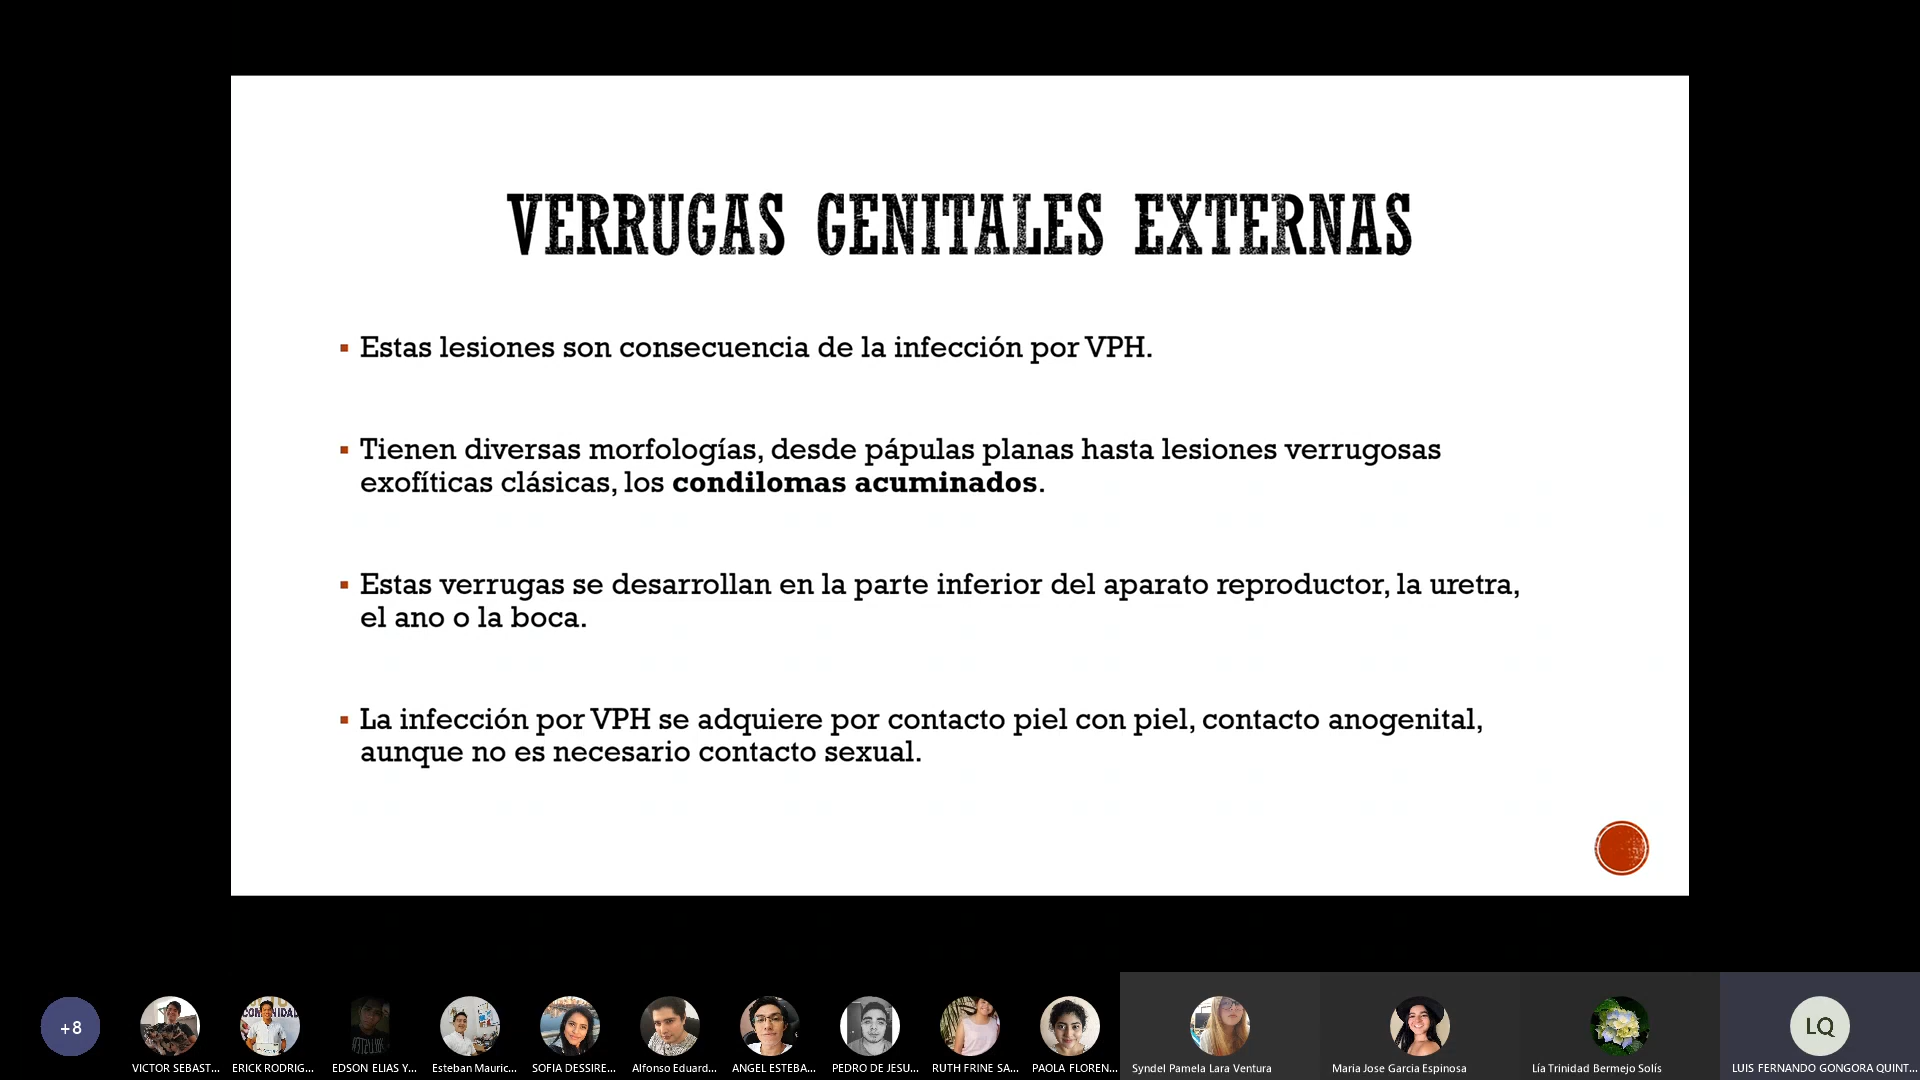 VERRUGAS GENITALES EXTERNAS
▪ Estas lesiones son consecuencia de la infección por VPH.
▪ Tienen diversas morfologías, desde pápulas planas hasta lesiones verrugosas
exofíticas clásicas, los condilomas acuminados.
▪ Estas verrugas se desarrollan en la parte inferior del aparato reproductor, la uretra,
el ano o la boca.
▪ La infección por VPH se adquiere por contacto piel con piel, contacto anogenital,
aunque no es necesario contacto sexual.
+8
COMUNIDAD
LQ
VICTOR SEBAST...
ERICK RODRIG...
EDSON ELIAS Y...
Esteban Mauric...
SOFIA DESSIRE...
Alfonso Eduard...
ANGEL ESTEBA...
PEDRO DE JESU...
RUTH FRINE SA...
PAOLA FLOREN...
Syndel Pamela Lara Ventura
Maria Jose Garcia Espinosa
Lía Trinidad Bermejo Solís
LUIS FERNANDO GONGORA QUINT...